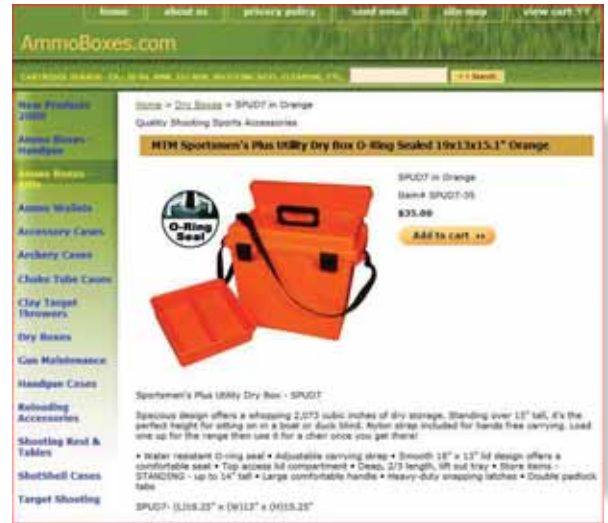 home about us privacy policy send email site map view cart
AmmoBoxes.com
Search
Home > Dry Boxes > SPUD7 in Orange
Quality Shooting Sports Accessories
MTM Sportsmen's Plus Utility Dry Box O-Ring Sealed 19x13x15.1" Orange
New Products
Ammo Boxes -
Handgun
Ammo Boxes
Rifle
Ammo Wallets
Accessory Cases
Archery Cases
Choke Tube Cases
Clay Target
Throwers
Dry Boxes
Gun Maintenance
Handgun Cases
Reloading
Accessories
Shooting Rest &
Tables
ShotShell Cases
Target Shooting
O-Ring
Seal
SPUD7 in Orange
Item# SPUD7-35
$35.00
Add to cart
Sportsmen's Plus Utility Dry Box - SPUD7
Spacious design offers a whopping 2,073 cubic inches of dry storage. Standing over 15" tall, it's the
perfect height for sitting on in a boat or duck blind. Nylon strap included for hands free carrying. Load
one up for the range then use it for a chair once you get there!
• Water resistant O-ring seal • Adjustable carrying strap • Smooth 18" x 13" lid design offers a
comfortable seat • Top access lid compartment • Deep, 2/3 length, lift out tray • Store items -
STANDING - up to 14" tall • Large comfortable handle • Heavy-duty snapping latches • Double padlock
tabs
SPUD7- (L)18.25" x (W)13" x (H)15.25"